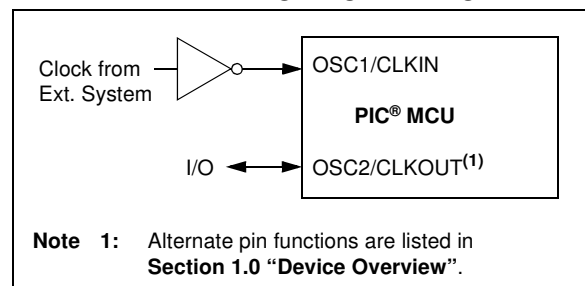 Clock from
Ext. System
OSC1/CLKIN
PIC® MCU
I/O
OSC2/CLKOUT(1)
Note 1: Alternate pin functions are listed in
Section 1.0 “Device Overview”.